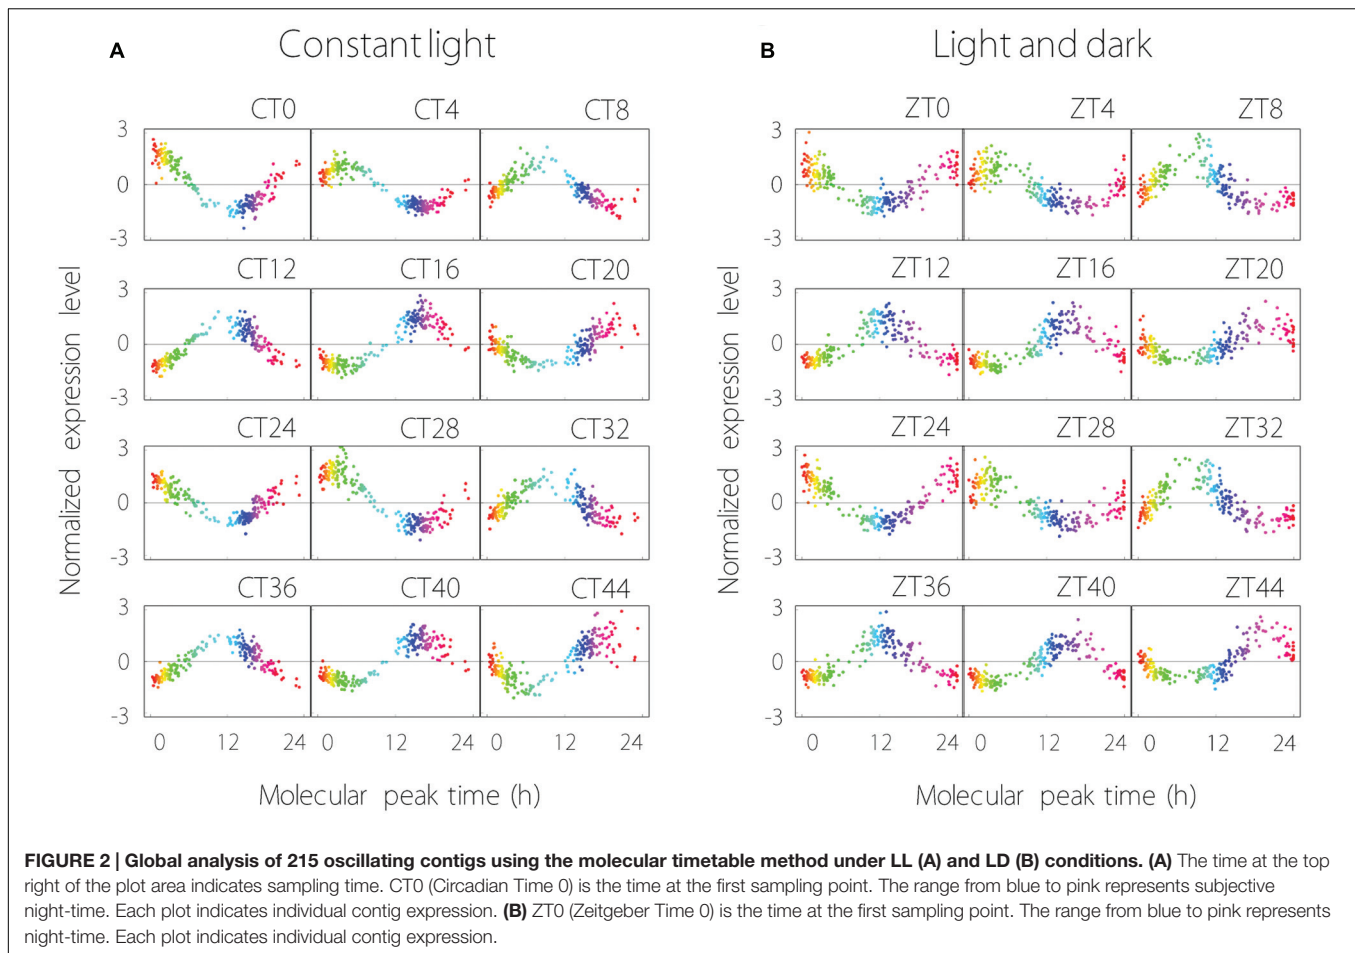 A Constant light
B Light and dark
CT0 CT4 CT8
ZT0 ZT4 ZT8
3
0
-3
3
0
-3
CT12 CT16 CT20
ZT12 ZT16 ZT20
3
0
-3
3
0
-3
CT24 CT28 CT32
ZT24 ZT28 ZT32
3
0
-3
3
0
-3
CT36 CT40 CT44
ZT36 ZT40 ZT44
3
0
-3
3
0
-3
Normalized expression level
Normalized expression level
0 12 24 0 12 24 0 12 24
0 12 24 0 12 24 0 12 24
Molecular peak time (h)
Molecular peak time (h)
FIGURE 2 | Global analysis of 215 oscillating contigs using the molecular timetable method under LL (A) and LD (B) conditions. (A) The time at the top
right of the plot area indicates sampling time. CT0 (Circadian Time 0) is the time at the first sampling point. The range from blue to pink represents subjective
night-time. Each plot indicates individual contig expression. (B) ZT0 (Zeitgeber Time 0) is the time at the first sampling point. The range from blue to pink represents
night-time. Each plot indicates individual contig expression.